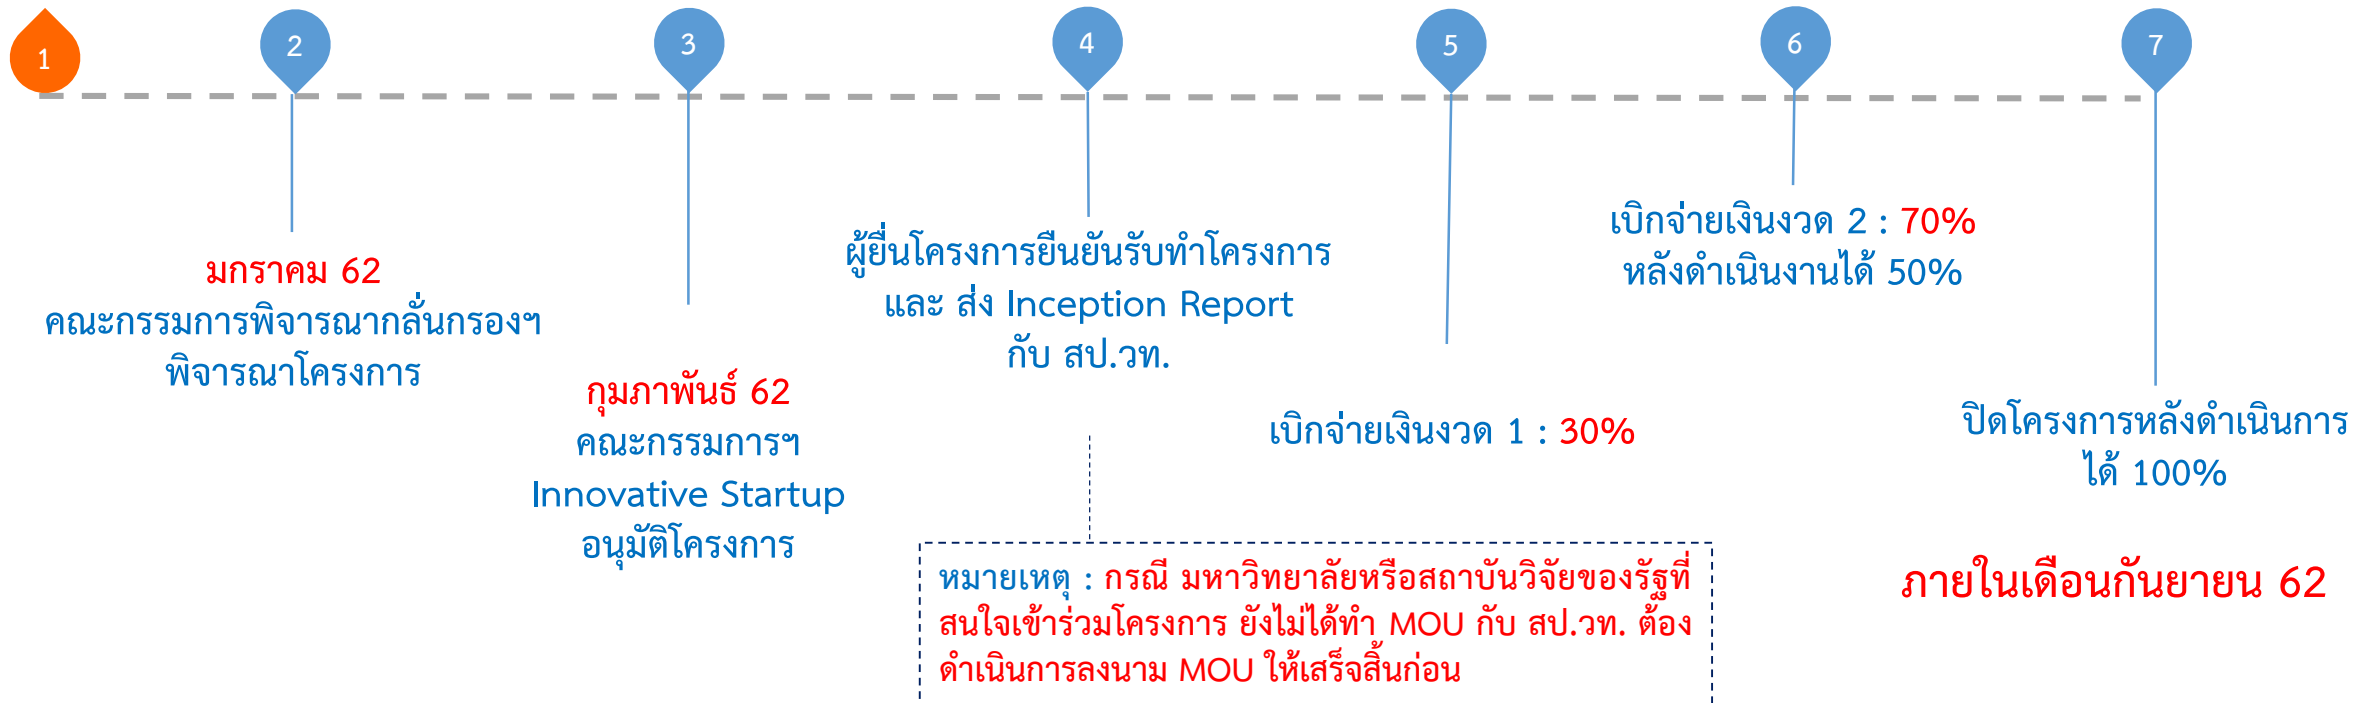 1
2
3
4
5
6
7
มกราคม 62
คณะกรรมการพิจารณากลั่นกรองฯ
พิจารณาโครงการ
กุมภาพันธ์ 62
คณะกรรมการฯ
Innovative Startup
อนุมัติโครงการ
ผู้ยื่นโครงการยืนยันรับทำโครงการ
และ ส่ง Inception Report
กับ สป.วท.
หมายเหตุ : กรณี มหาวิทยาลัยหรือสถาบันวิจัยของรัฐที่
สนใจเข้าร่วมโครงการ ยังไม่ได้ทำ MOU กับ สป.วท. ต้อง
ดำเนินการลงนาม MOU ให้เสร็จสิ้นก่อน
เบิกจ่ายเงินงวด 1 : 30%
เบิกจ่ายเงินงวด 2 : 70%
หลังดำเนินงานได้ 50%
ปิดโครงการหลังดำเนินการ
ได้ 100%
ภายในเดือนกันยายน 62